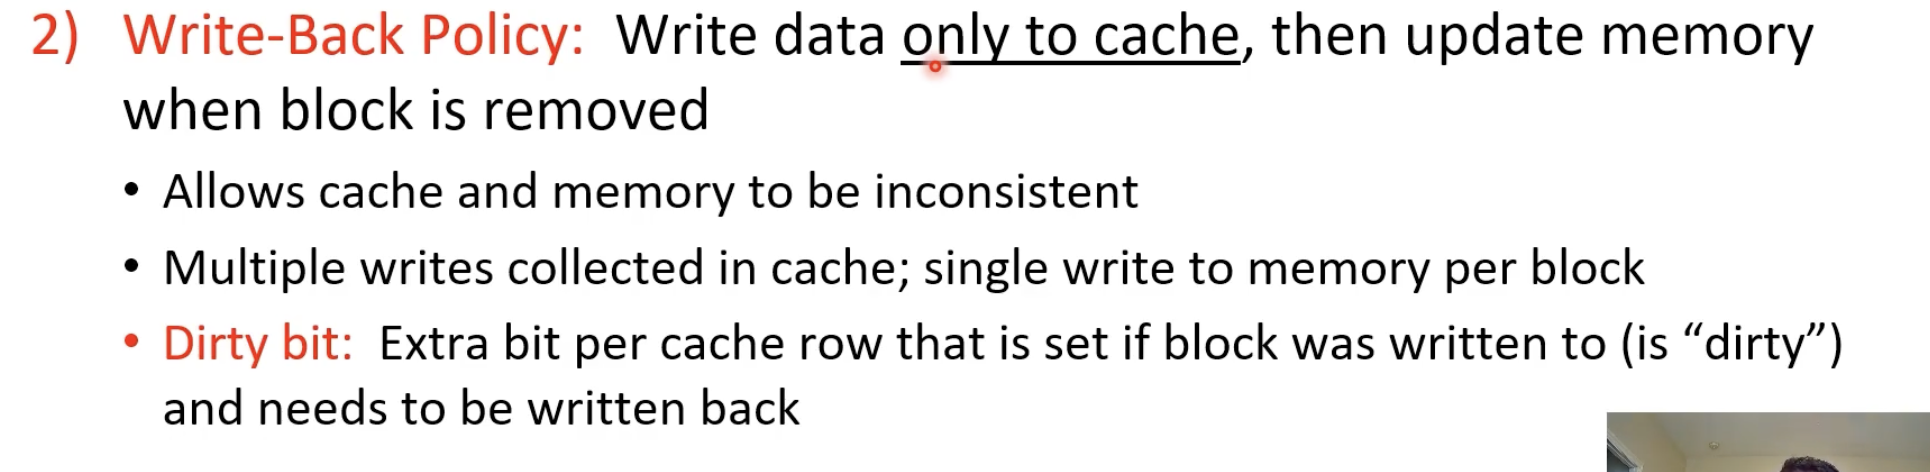 2) Write-Back Policy: Write data only to cache, then update memory
when block is removed
• Allows cache and memory to be inconsistent
• Multiple writes collected in cache; single write to memory per block
• Dirty bit: Extra bit per cache row that is set if block was written to (is “dirty”)
and needs to be written back